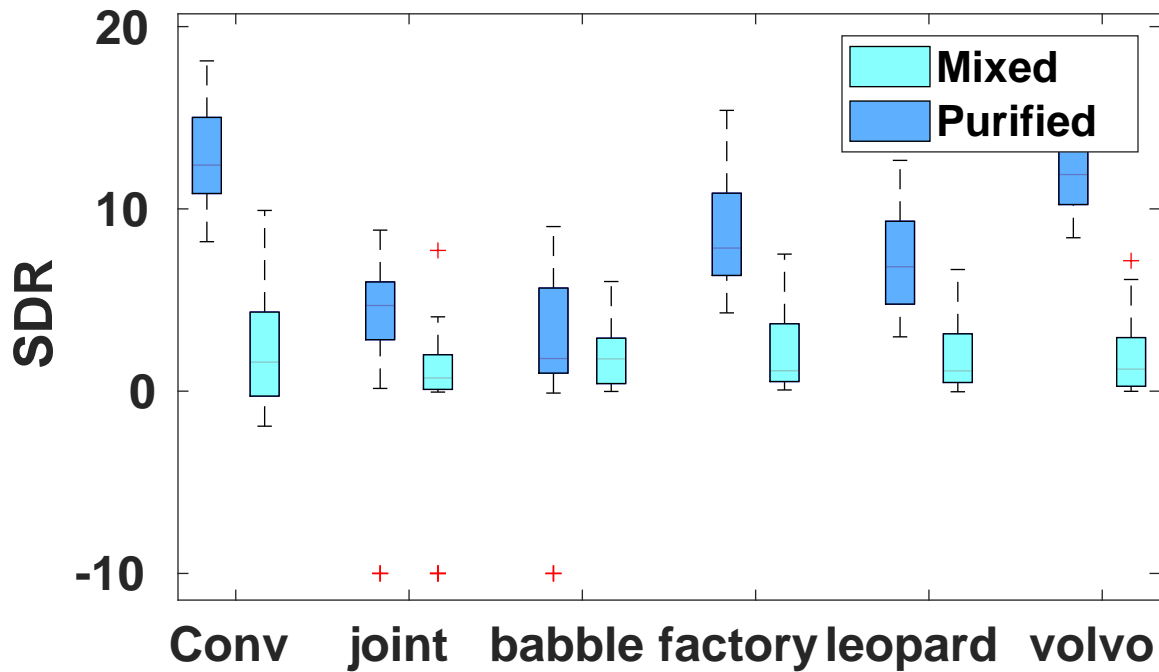 20
10
0
-10
SDR
Mixed
Purified
Conv joint babble factory leopard volvo